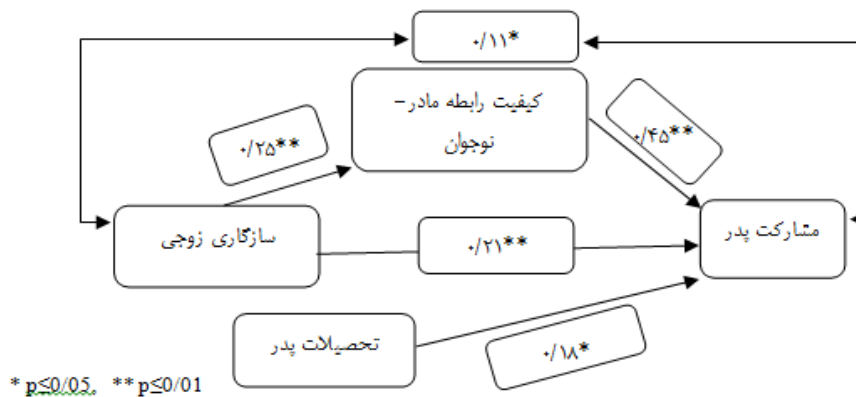 ۰/۱۱*
کیفیت رابطه مادر-
نوجوان
۰/۲۵**
۰/۴۵**
سازگاری زوجی
۰/۲۱**
مشارکت پدر
تحصیلات پدر
۰/۱۸*
* p≤0/05, ** p≤0/01